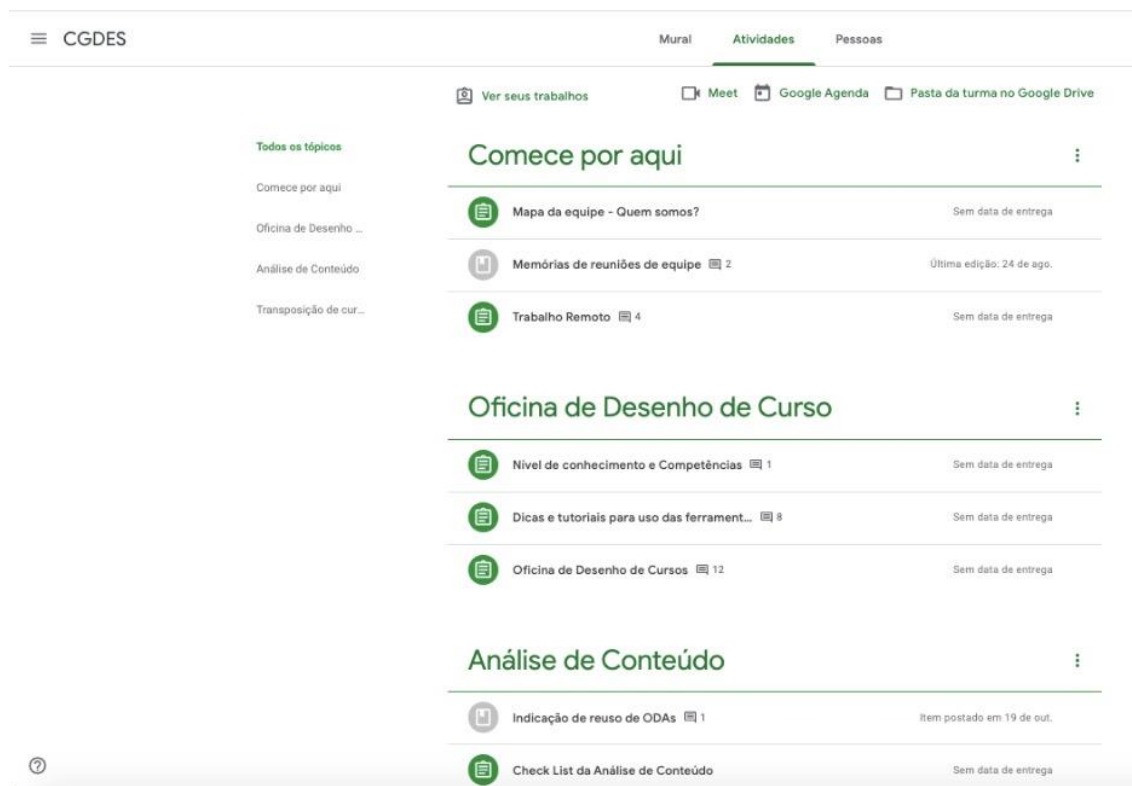 CGDES
Mural Atividades Pessoas
Ver seus trabalhos Meet Google Agenda Pasta da turma no Google Drive
Todos os tópicos
Comece por aqui
Oficina de Desenho ...
Análise de Conteúdo
Transposição de cur...
Comece por aqui
Mapa da equipe - Quem somos? Sem data de entrega
Memórias de reuniões de equipe 2 Última edição: 24 de ago.
Trabalho Remoto 4 Sem data de entrega
Oficina de Desenho de Curso
Nível de conhecimento e Competências 1 Sem data de entrega
Dicas e tutoriais para uso das ferrament... 8 Sem data de entrega
Oficina de Desenho de Cursos 12 Sem data de entrega
Análise de Conteúdo
Indicação de reuso de ODAs 1 Item postado em 19 de out.
Check List da Análise de Conteúdo Sem data de entrega